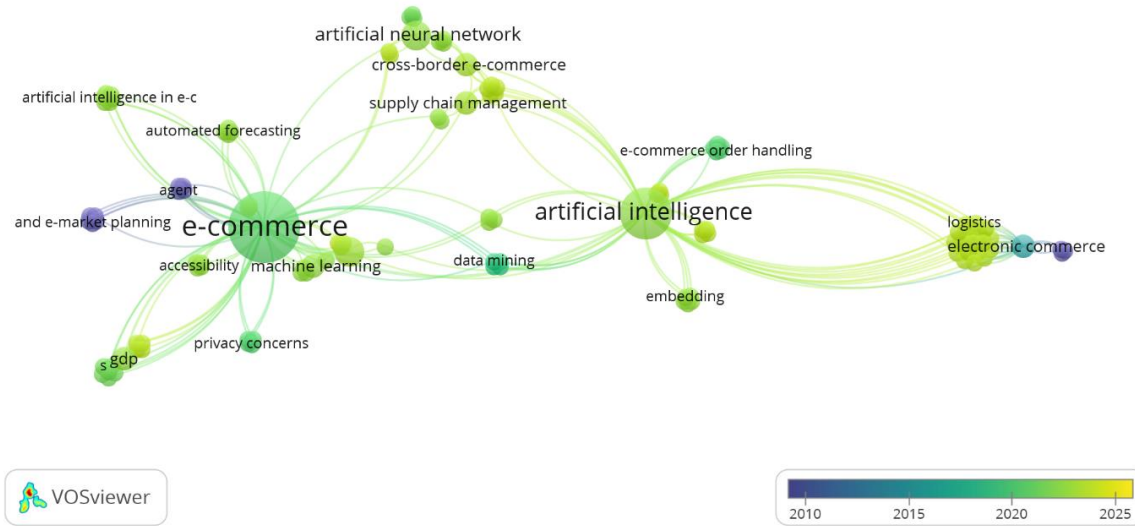 artificial neural network
cross-border e-commerce
artificial intelligence in e-c
supply chain management
automated forecasting
e-commerce order handling
agent
and e-market planning
e-commerce
artificial intelligence
logistics
electronic commerce
accessibility
machine learning
data mining
embedding
privacy concerns
s
gdp
VOSviewer
2010 2015 2020 2025